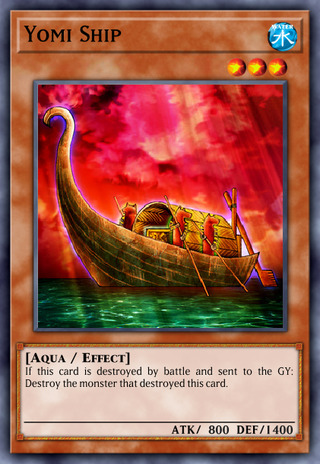 Yomi Ship
WATER
水
[Aqua / Effect]
If this card is destroyed by battle and sent to the GY:
Destroy the monster that destroyed this card.
ATK/ 800 DEF/1400